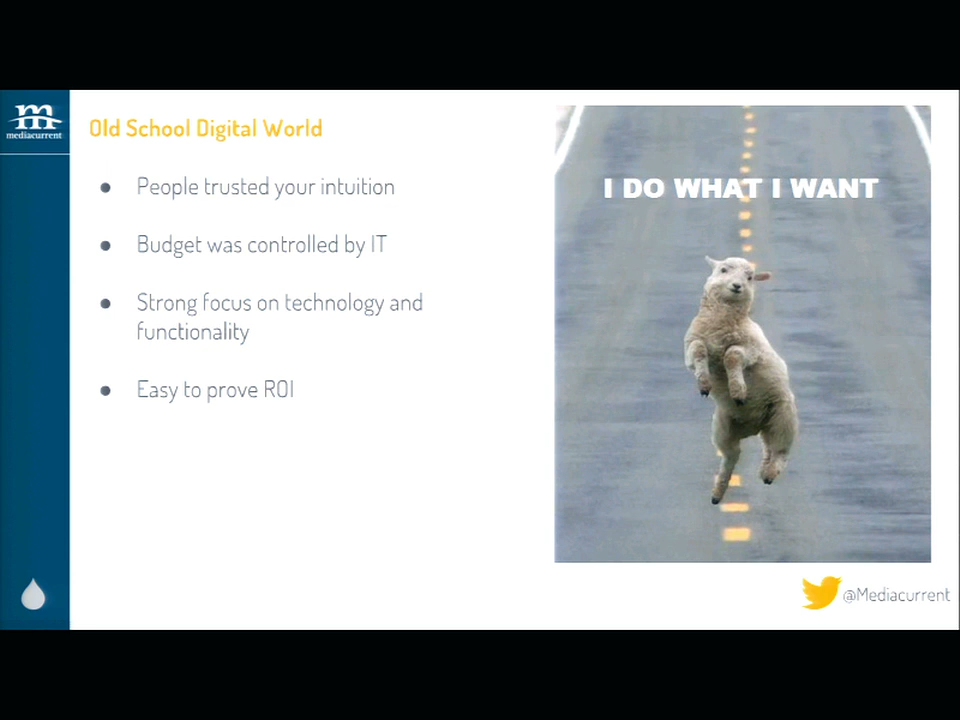 mediacurrent
Old School Digital World
People trusted your intuition
Budget was controlled by IT
Strong focus on technology and
functionality
Easy to prove ROI
I DO WHAT I WANT
@Mediacurrent